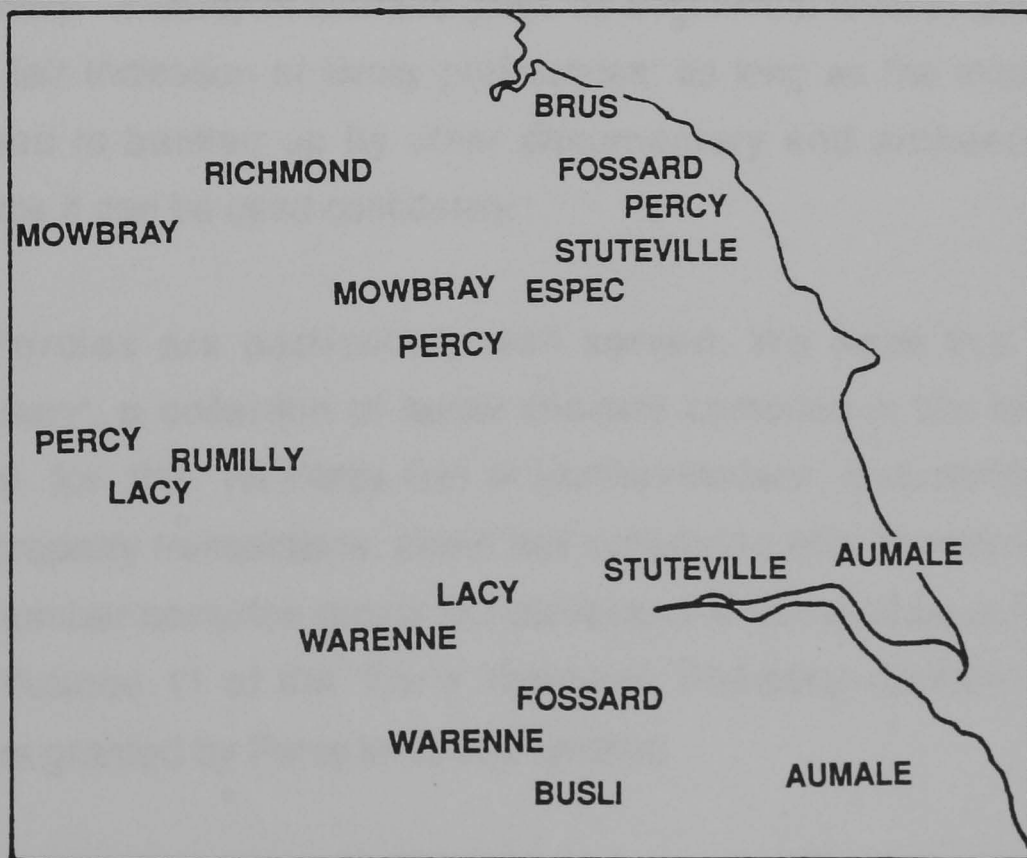 BRUS
RICHMOND
FOSSARD
PERCY
MOWBRAY
STUTEVILLE
MOWBRAY
ESPEC
PERCY
PERCY
RUMILLY
LACY
AUMALE
STUTEVILLE
LACY
WARENNE
FOSSARD
WARENNE
AUMALE
BUSLI